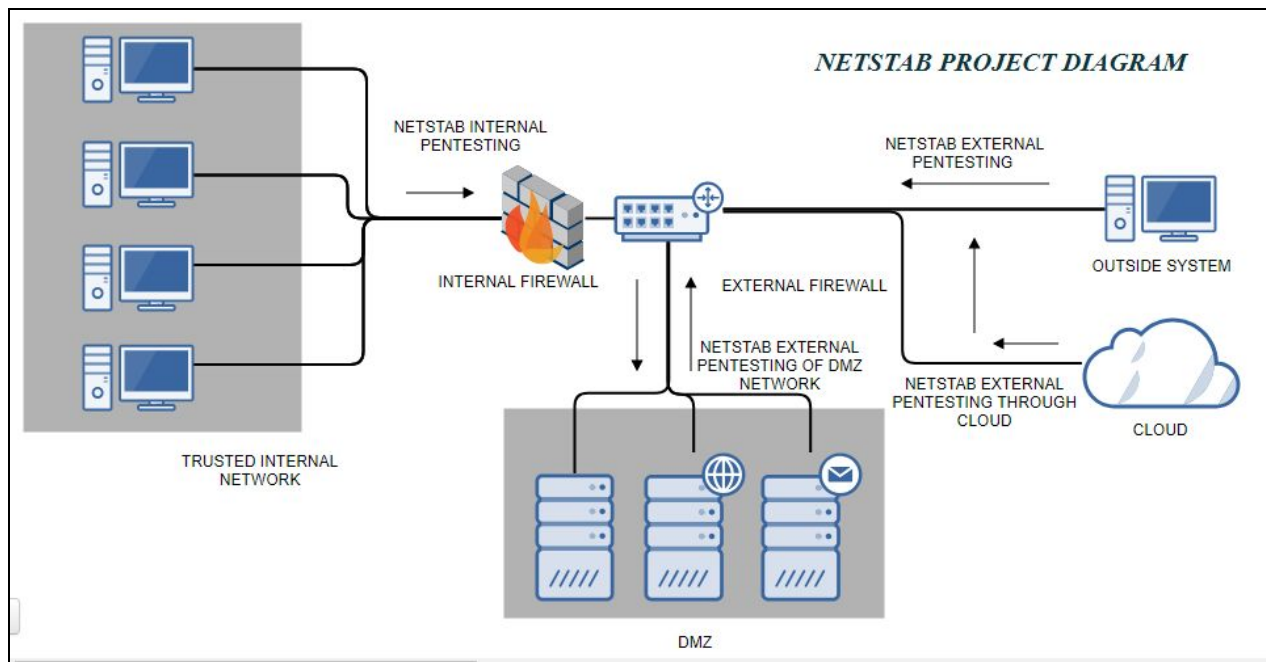 NETSTAB PROJECT DIAGRAM
NETSTAB INTERNAL
PENTESTING
NETSTAB EXTERNAL
PENTESTING
INTERNAL FIREWALL
EXTERNAL FIREWALL
OUTSIDE SYSTEM
NETSTAB EXTERNAL
PENTESTING OF DMZ
NETWORK
NETSTAB EXTERNAL
PENTESTING THROUGH
CLOUD
CLOUD
TRUSTED INTERNAL
NETWORK
DMZ